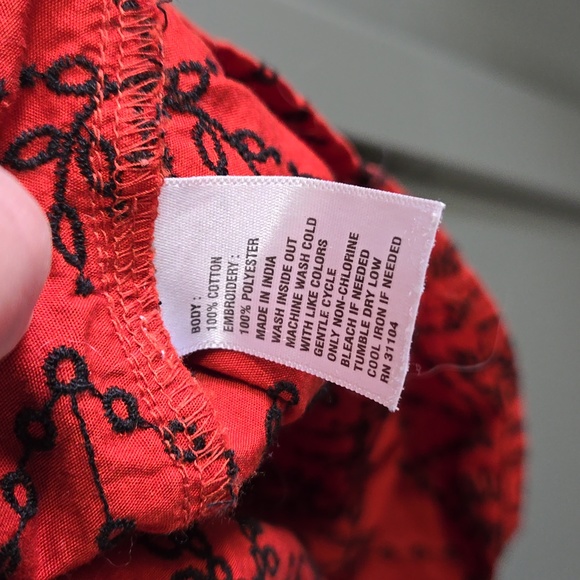 BODY :
100% COTTON
EMBROIDERY :
100% POLYESTER
MADE IN INDIA
WASH INSIDE OUT
MACHINE WASH COLD
WITH LIKE COLORS
GENTLE CYCLE
ONLY NON-CHLORINE
BLEACH IF NEEDED
TUMBLE DRY LOW
COOL IRON IF NEEDED
RN 31104